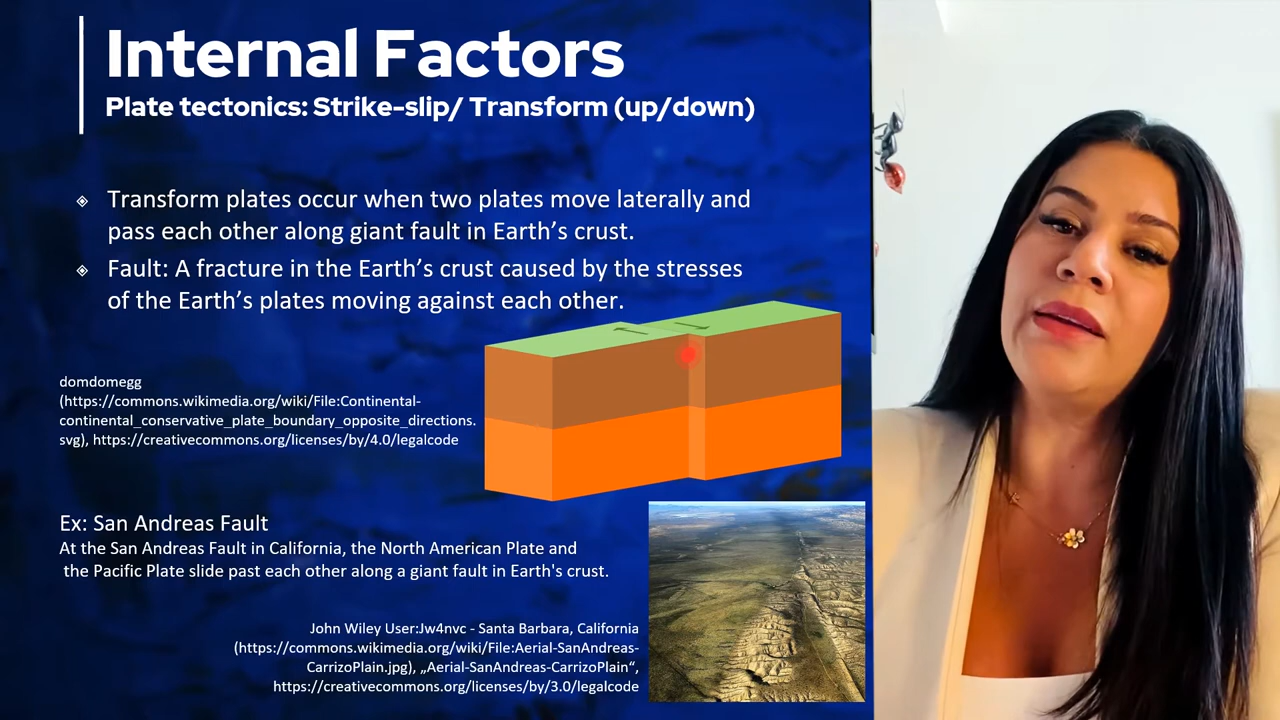 Internal Factors
Plate tectonics: Strike-slip/ Transform (up/down)
Transform plates occur when two plates move laterally and
pass each other along giant fault in Earth’s crust.
Fault: A fracture in the Earth’s crust caused by the stresses
of the Earth’s plates moving against each other.
domdomegg
(https://commons.wikimedia.org/wiki/File:Continental-
continental_conservative_plate_boundary_opposite_directions.
svg), https://creativecommons.org/licenses/by/4.0/legalcode
Ex: San Andreas Fault
At the San Andreas Fault in California, the North American Plate and
the Pacific Plate slide past each other along a giant fault in Earth's crust.
John Wiley User:Jw4nvc - Santa Barbara, California
(https://commons.wikimedia.org/wiki/File:Aerial-SanAndreas-
CarrizoPlain.jpg), „Aerial-SanAndreas-CarrizoPlain“,
https://creativecommons.org/licenses/by/3.0/legalcode